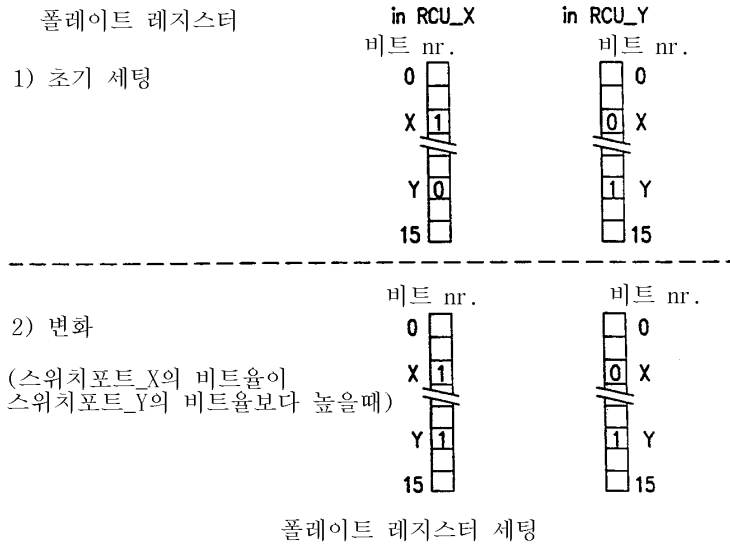 폴레이트 레지스터 in RCU_X in RCU_Y
비트 nr. 비트 nr.
1) 초기 세팅
0 0
X 1 0 X
Y 0 1 Y
15 15
비트 nr. 비트 nr.
2) 변화
0 0
(스위치포트_X의 비트율이
스위치포트_Y의 비트율보다 높을때)
X 1 0 X
Y 1 1 Y
15 15
폴레이트 레지스터 세팅